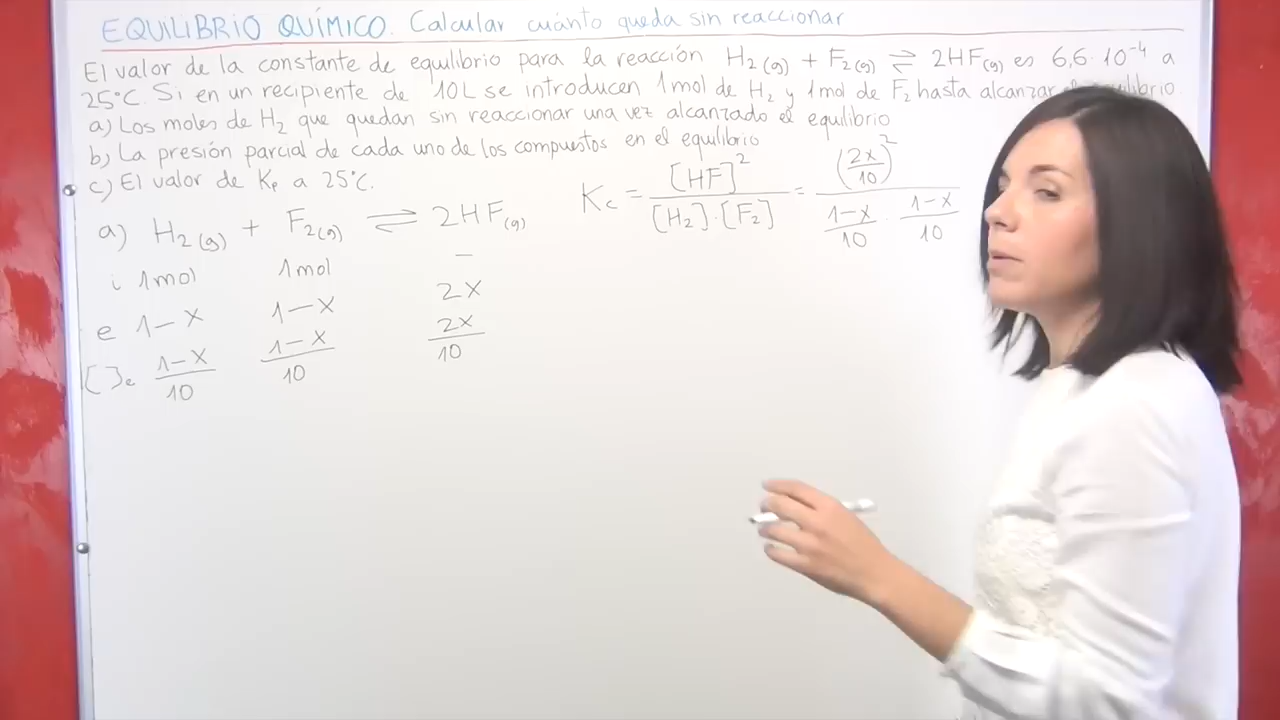 EQUILIBRIO QUÍMICO. Calcular cuánto queda sin reaccionar
El valor de la constante de equilibrio para la reacción H₂(g) + F₂(g) ⇌ 2HF(g) es 6,6·10⁻⁴ a
25°C. Si en un recipiente de 10L se introducen 1mol de H₂ y 1mol de F₂ hasta alcanzar
a) Los moles de H₂ que quedan sin reaccionar una vez alcanzado el equilibrio
b) La presión parcial de cada uno de los compuestos en el equilibrio
c) El valor de Kp a 25°C.
Kc = [HF]² / [H₂]·[F₂] = (2x/10)² / (1-x/10 · 1-x/10)
a) H₂(g) + F₂(g) ⇌ 2HF(g)
i 1mol 1mol —
e 1-x 1-x 2x
[ ]e 1-x/10 1-x/10 2x/10